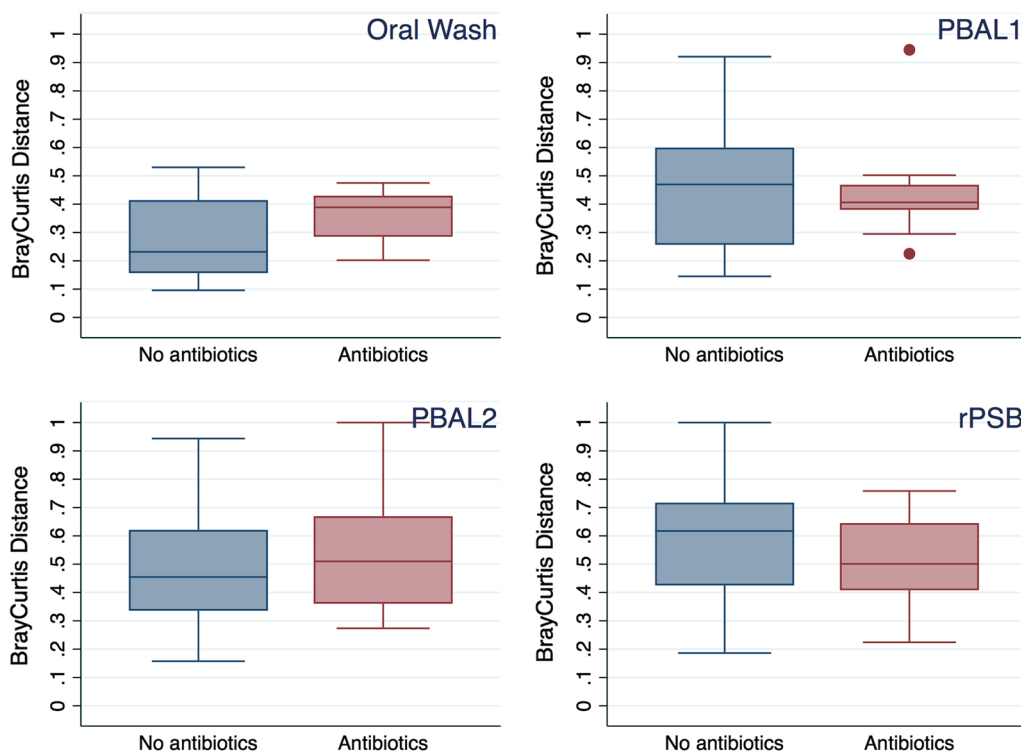 Oral Wash
BrayCurtis Distance
1
.9
.8
.7
.6
.5
.4
.3
.2
.1
0
No antibiotics
Antibiotics
PBAL1
BrayCurtis Distance
1
.9
.8
.7
.6
.5
.4
.3
.2
.1
0
No antibiotics
Antibiotics
PBAL2
BrayCurtis Distance
1
.9
.8
.7
.6
.5
.4
.3
.2
.1
0
No antibiotics
Antibiotics
rPSB
BrayCurtis Distance
1
.9
.8
.7
.6
.5
.4
.3
.2
.1
0
No antibiotics
Antibiotics